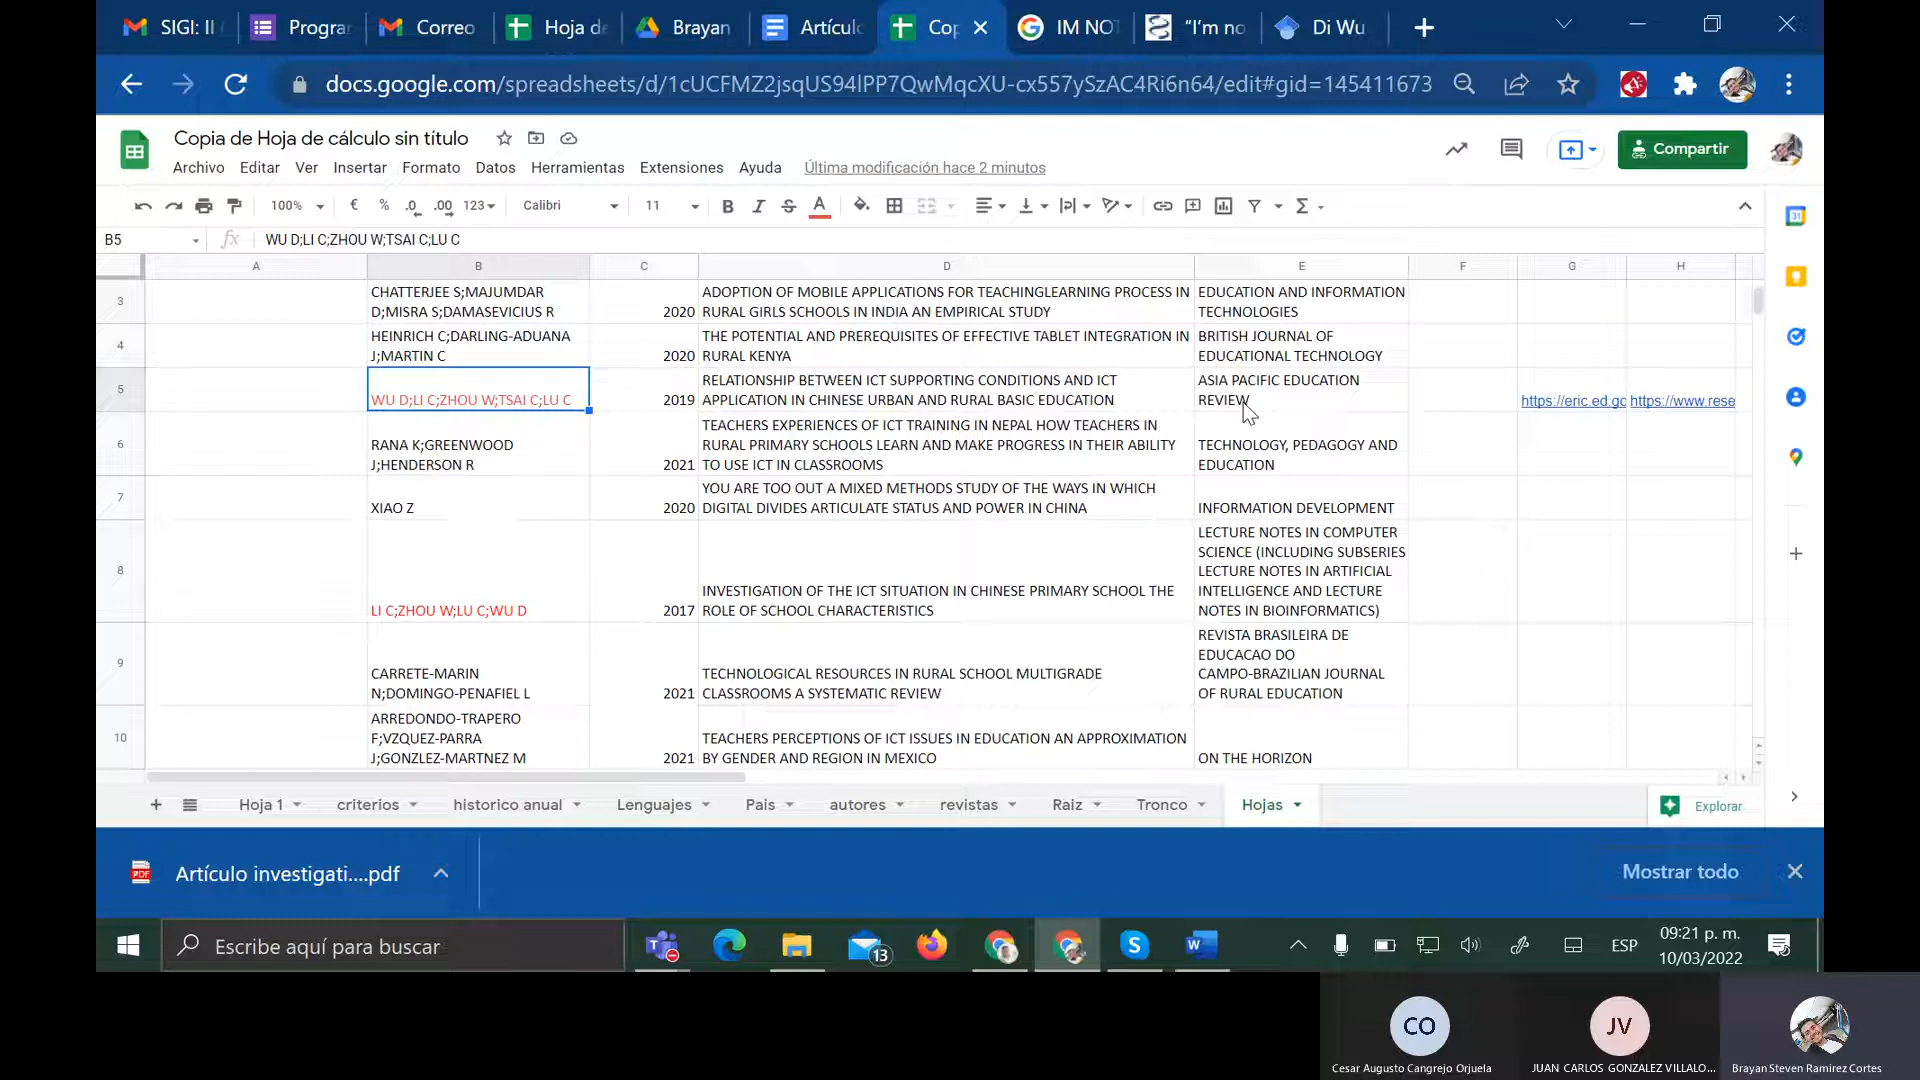 SIGI: II
Progra
Correo
Hoja de
Brayan
Artícul
Cop
IM NOT
"I'm no
Di Wu
docs.google.com/spreadsheets/d/1cUCFMZ2jsqUS94lPP7QwMqcXU-cx557ySzAC4Ri6n64/edit#gid=145411673
Copia de Hoja de cálculo sin título
Archivo Editar Ver Insertar Formato Datos Herramientas Extensiones Ayuda Última modificación hace 2 minutos
Compartir
100% € % .0 .00 123 Calibri 11
B5 fx WU D;LI C;ZHOU W;TSAI C;LU C
A B C D E F G H
3
CHATTERJEE S;MAJUMDAR
D;MISRA S;DAMASEVICIUS R
2020
ADOPTION OF MOBILE APPLICATIONS FOR TEACHINGLEARNING PROCESS IN
RURAL GIRLS SCHOOLS IN INDIA AN EMPIRICAL STUDY
EDUCATION AND INFORMATION
TECHNOLOGIES
4
HEINRICH C;DARLING-ADUANA
J;MARTIN C
2020
THE POTENTIAL AND PREREQUISITES OF EFFECTIVE TABLET INTEGRATION IN
RURAL KENYA
BRITISH JOURNAL OF
EDUCATIONAL TECHNOLOGY
5
WU D;LI C;ZHOU W;TSAI C;LU C
2019
RELATIONSHIP BETWEEN ICT SUPPORTING CONDITIONS AND ICT
APPLICATION IN CHINESE URBAN AND RURAL BASIC EDUCATION
ASIA PACIFIC EDUCATION
REVIEW
https://eric.ed.gc
https://www.rese
6
RANA K;GREENWOOD
J;HENDERSON R
2021
TEACHERS EXPERIENCES OF ICT TRAINING IN NEPAL HOW TEACHERS IN
RURAL PRIMARY SCHOOLS LEARN AND MAKE PROGRESS IN THEIR ABILITY
TO USE ICT IN CLASSROOMS
TECHNOLOGY, PEDAGOGY AND
EDUCATION
7
XIAO Z
2020
YOU ARE TOO OUT A MIXED METHODS STUDY OF THE WAYS IN WHICH
DIGITAL DIVIDES ARTICULATE STATUS AND POWER IN CHINA
INFORMATION DEVELOPMENT
8
LI C;ZHOU W;LU C;WU D
2017
INVESTIGATION OF THE ICT SITUATION IN CHINESE PRIMARY SCHOOL THE
ROLE OF SCHOOL CHARACTERISTICS
LECTURE NOTES IN COMPUTER
SCIENCE (INCLUDING SUBSERIES
LECTURE NOTES IN ARTIFICIAL
INTELLIGENCE AND LECTURE
NOTES IN BIOINFORMATICS)
9
CARRETE-MARIN
N;DOMINGO-PENAFIEL L
2021
TECHNOLOGICAL RESOURCES IN RURAL SCHOOL MULTIGRADE
CLASSROOMS A SYSTEMATIC REVIEW
REVISTA BRASILEIRA DE
EDUCACAO DO
CAMPO-BRAZILIAN JOURNAL
OF RURAL EDUCATION
10
ARREDONDO-TRAPERO
F;VZQUEZ-PARRA
J;GONZLEZ-MARTNEZ M
2021
TEACHERS PERCEPTIONS OF ICT ISSUES IN EDUCATION AN APPROXIMATION
BY GENDER AND REGION IN MEXICO
ON THE HORIZON
Hoja 1 criterios historico anual Lenguajes Pais autores revistas Raiz Tronco Hojas Explorar
Artículo investigati....pdf
Mostrar todo
Escribe aquí para buscar
13
ESP
09:21 p. m.
10/03/2022
CO
JV
Cesar Augusto Cangrejo Orjuela
JUAN CARLOS GONZALEZ VILLALO...
Brayan Steven Ramirez Cortes